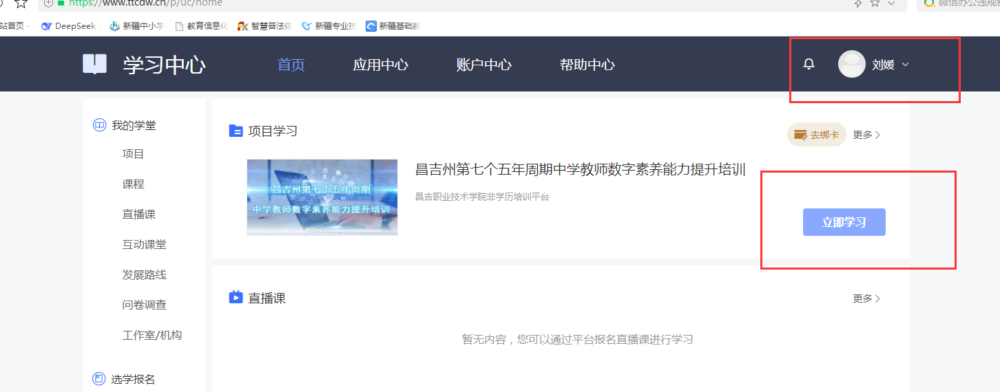 https://www.ttcdw.cn/p/uc/home
微信办公违规被
站首页 -
DeepSeek
新疆中小学
教育信息化
智慧普法依
新疆专业技
新疆基础教
学习中心
首页
应用中心
账户中心
帮助中心
刘媛
我的学堂
项目
课程
直播课
互动课堂
发展路线
问卷调查
工作室/机构
选学报名
项目学习
去绑卡
更多
昌吉州第七个五年周期
中学教师数字素养能力提升培训
昌吉州第七个五年周期中学教师数字素养能力提升培训
昌吉职业技术学院非学历培训平台
立即学习
直播课
更多
暂无内容，您可以通过平台报名直播课进行学习